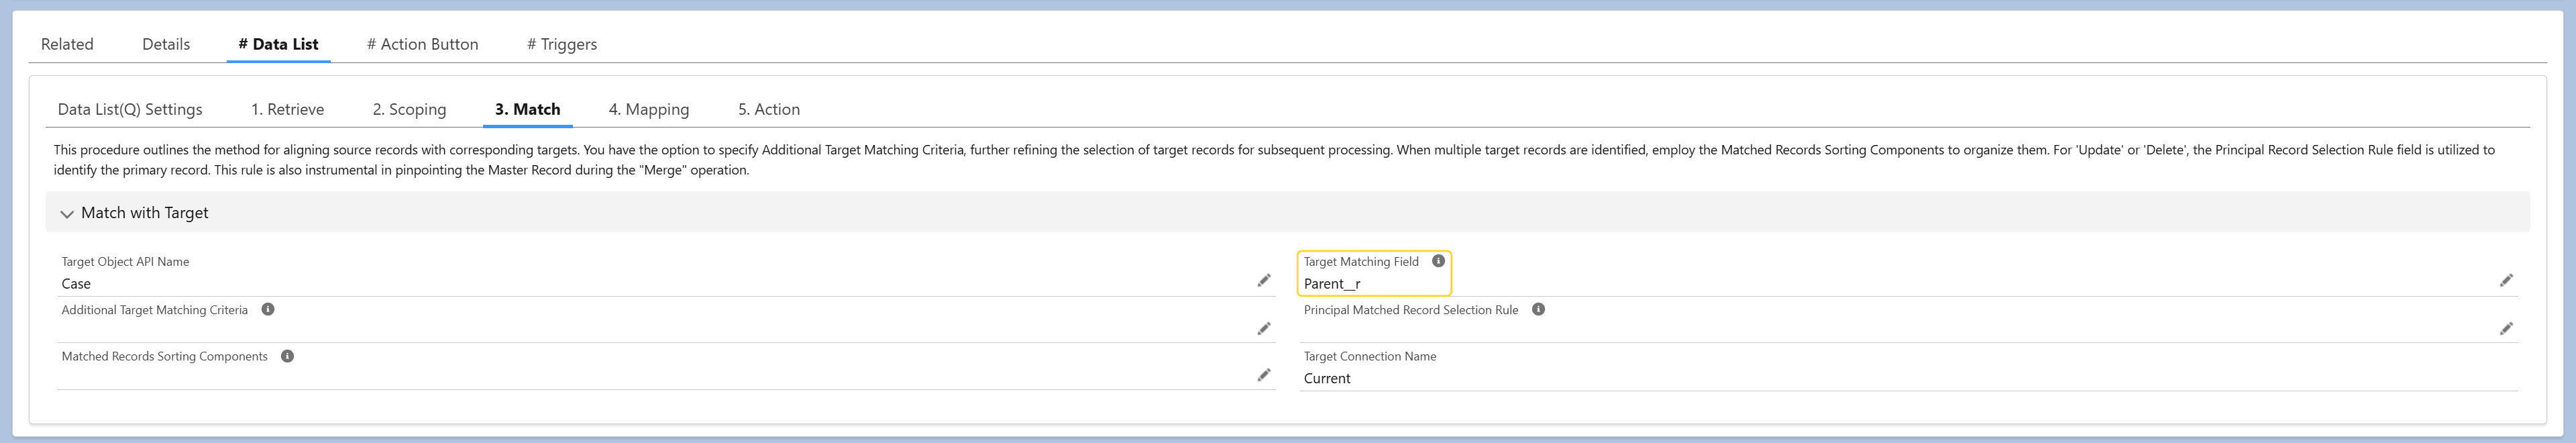 Related Details # Data List # Action Button # Triggers
Data List(Q) Settings 1. Retrieve 2. Scoping 3. Match 4. Mapping 5. Action
This procedure outlines the method for aligning source records with corresponding targets. You have the option to specify Additional Target Matching Criteria, further refining the selection of target records for subsequent processing. When multiple target records are identified, employ the Matched Records Sorting Components to organize them. For 'Update' or 'Delete', the Principal Record Selection Rule field is utilized to
identify the primary record. This rule is also instrumental in pinpointing the Master Record during the "Merge" operation.
Match with Target
Target Object API Name
Case
Target Matching Field
Parent__r
Additional Target Matching Criteria
Principal Matched Record Selection Rule
Matched Records Sorting Components
Target Connection Name
Current